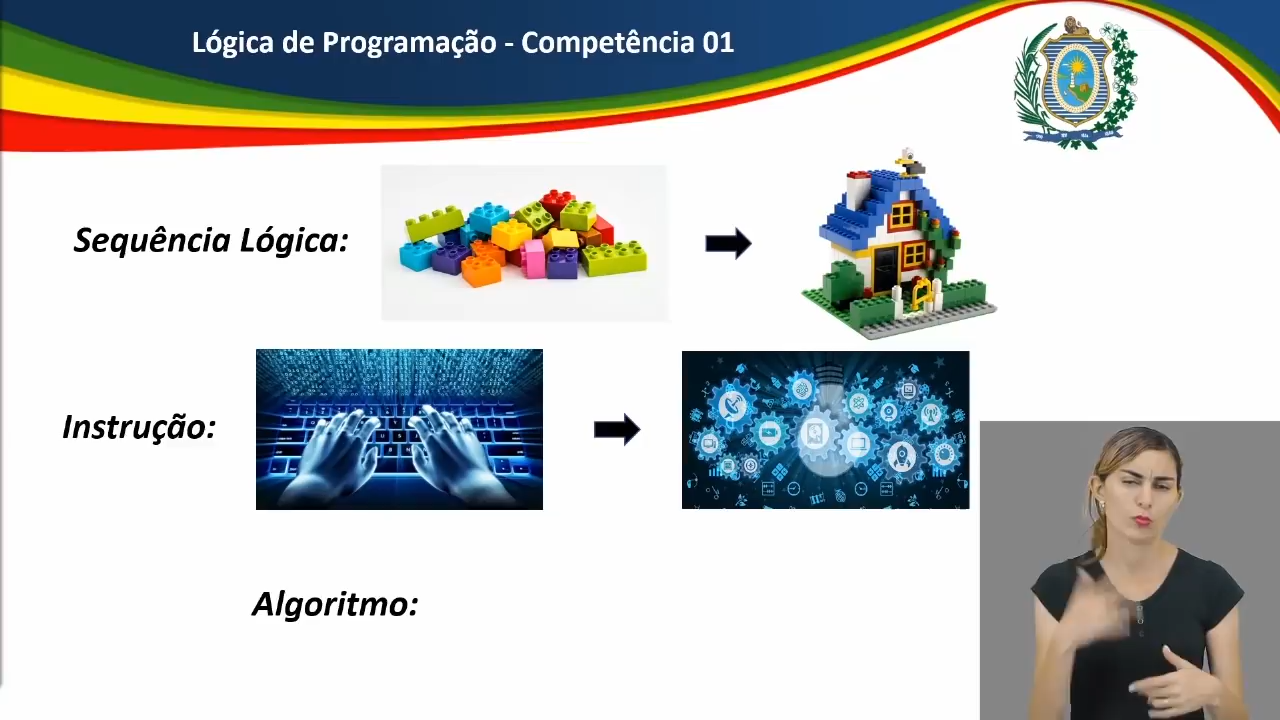 Lógica de Programação - Competência 01
Sequência Lógica:
Instrução:
Algoritmo: